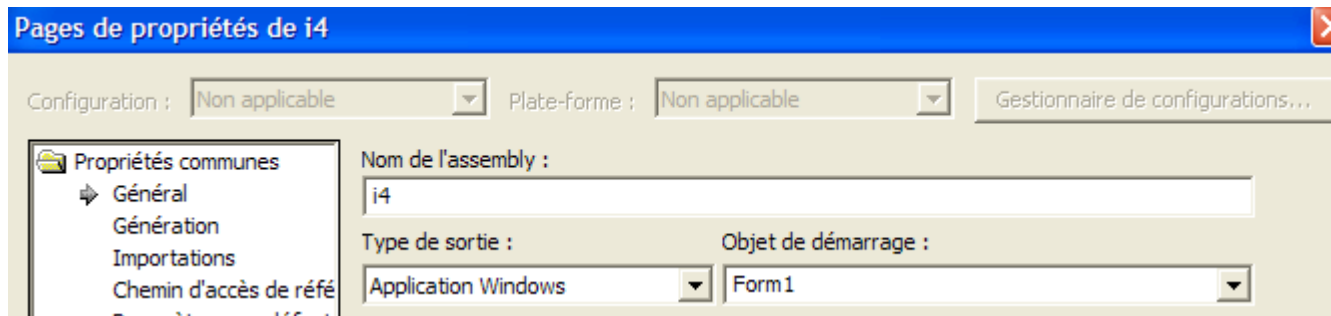 Pages de propriétés de i4
Configuration : Non applicable Plate-forme : Non applicable Gestionnaire de configurations...
Propriétés communes
Général
Génération
Importations
Chemin d'accès de réfé
Nom de l'assembly :
i4
Type de sortie : Objet de démarrage :
Application Windows Form1